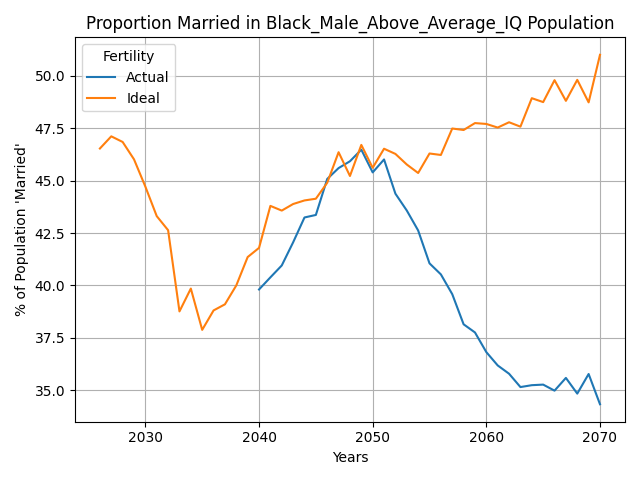 Proportion Married in Black_Male_Above_Average_IQ Population
Fertility
Actual
Ideal
% of Population 'Married'
50.0
47.5
45.0
42.5
40.0
37.5
35.0
2030 2040 2050 2060 2070
Years